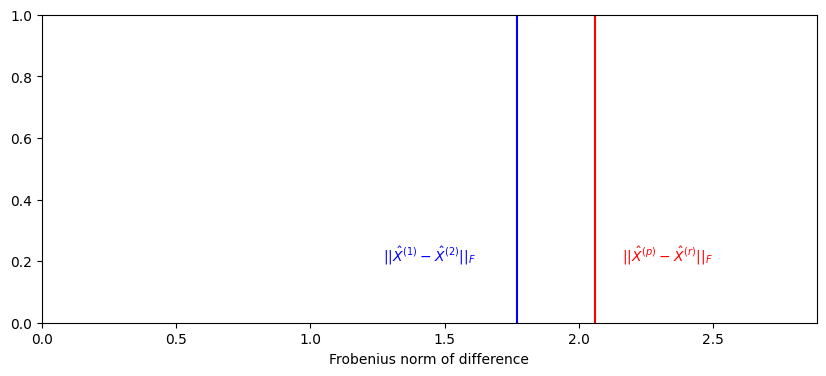 1.0
0.8
0.6
0.4
0.2
0.0
||X̂⁽¹⁾ − X̂⁽²⁾||_F
||X̂⁽ᵖ⁾ − X̂⁽ʳ⁾||_F
0.0 0.5 1.0 1.5 2.0 2.5
Frobenius norm of difference